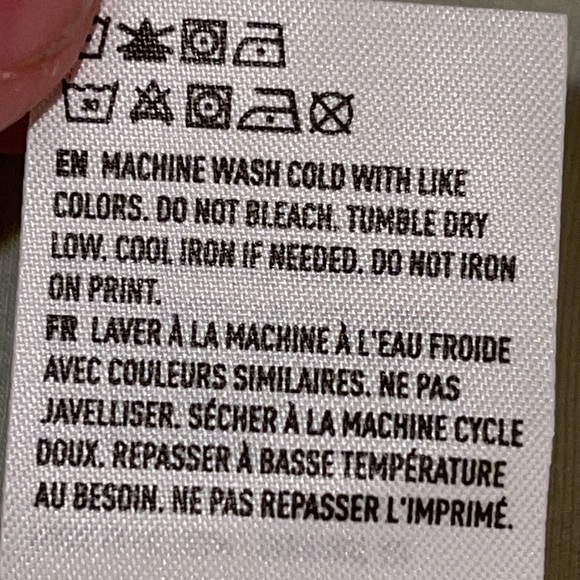 30
EN MACHINE WASH COLD WITH LIKE
COLORS. DO NOT BLEACH. TUMBLE DRY
LOW. COOL IRON IF NEEDED. DO NOT IRON
ON PRINT.
FR LAVER À LA MACHINE À L'EAU FROIDE
AVEC COULEURS SIMILAIRES. NE PAS
JAVELLISER. SÉCHER À LA MACHINE CYCLE
DOUX. REPASSER À BASSE TEMPÉRATURE
AU BESOIN. NE PAS REPASSER L'IMPRIMÉ.